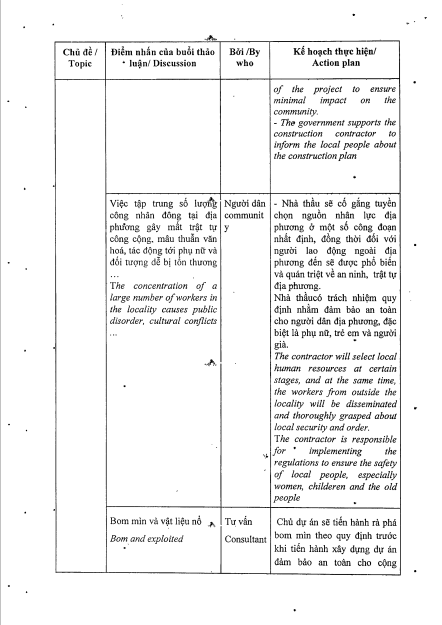 Chủ đề /
Topic
Điểm nhấn của buổi thảo
luận/ Discussion
Bởi /By
who
Kế hoạch thực hiện/
Action plan
of the project to ensure
minimal impact on the
community.
- The government supports the
construction contractor to
inform the local people about
the construction plan
Việc tập trung số lượng
công nhân đông tại địa
phương gây mất trật tự
công cộng, mâu thuẫn văn
hoá, tác động tới phụ nữ và
đối tượng dễ bị tổn thương
...
The concentration of a
large number of workers in
the locality causes public
disorder, cultural conflicts
...
Người dân
communit
y
- Nhà thầu sẽ cố gắng tuyển
chọn nguồn nhân lực địa
phương ở một số công đoạn
nhất định, đồng thời đối với
người lao động ngoài địa
phương đến sẽ được phổ biến
và quán triệt về an ninh, trật tự
địa phương.
Nhà thầucó trách nhiệm quy
định nhằm đảm bảo an toàn
cho người dân địa phương, đặc
biệt là phụ nữ, trẻ em và người
già.
The contractor will select local
human resources at certain
stages, and at the same time,
the workers from outside the
locality will be disseminated
and thoroughly grasped about
local security and order.
The contractor is responsible
for implementing the
regulations to ensure the safety
of local people, especially
women, childeren and the old
people
Bom mìn và vật liệu nổ
Bom and exploited
Tư vấn
Consultant
Chủ dự án sẽ tiến hành rà phá
bom mìn theo quy định trước
khi tiến hành xây dựng dự án
đảm bảo an toàn cho cộng